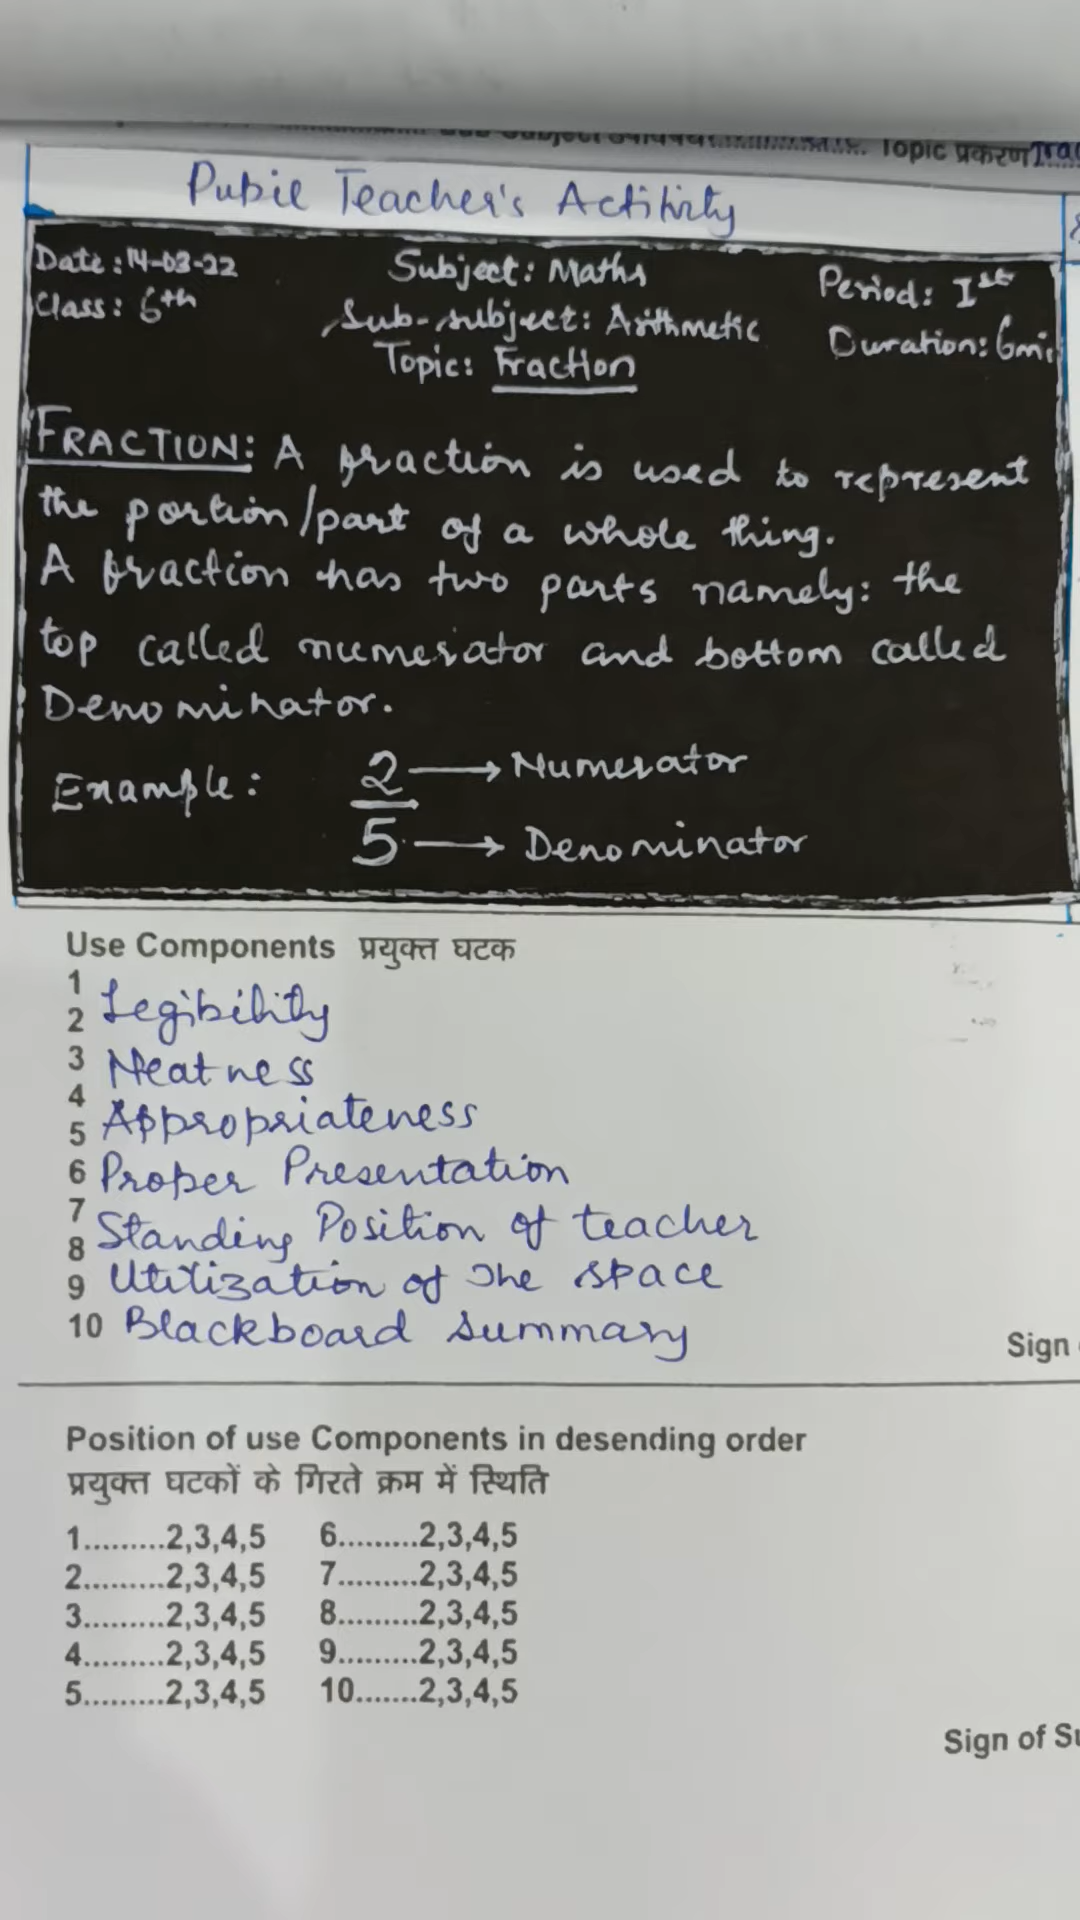 Topic प्रकरण
Pubil Teacher's Actihirty
Date: 14-03-22 Subject: Maths Period: Ist
Class: 6th Sub-subject: Arithmetic Duration: 6mi
Topic: Fraction
FRACTION: A fraction is used to represent
the portion/part of a whole thing.
A fraction has two parts namely: the
top called numerator and bottom called
Denominator.
Example: 2 → Numerator
5 → Denominator
Use Components प्रयुक्त घटक
1
2 Legibility
3 Neatness
4
5 Appropriateness
6 Proper Presentation
7
8 Standing Position of teacher
9 Utilization of The space
10 Blackboard summary
Sign
Position of use Components in desending order
प्रयुक्त घटकों के गिरते क्रम में स्थिति
1.........2,3,4,5 6.........2,3,4,5
2.........2,3,4,5 7.........2,3,4,5
3.........2,3,4,5 8.........2,3,4,5
4.........2,3,4,5 9.........2,3,4,5
5.........2,3,4,5 10.......2,3,4,5
Sign of Su